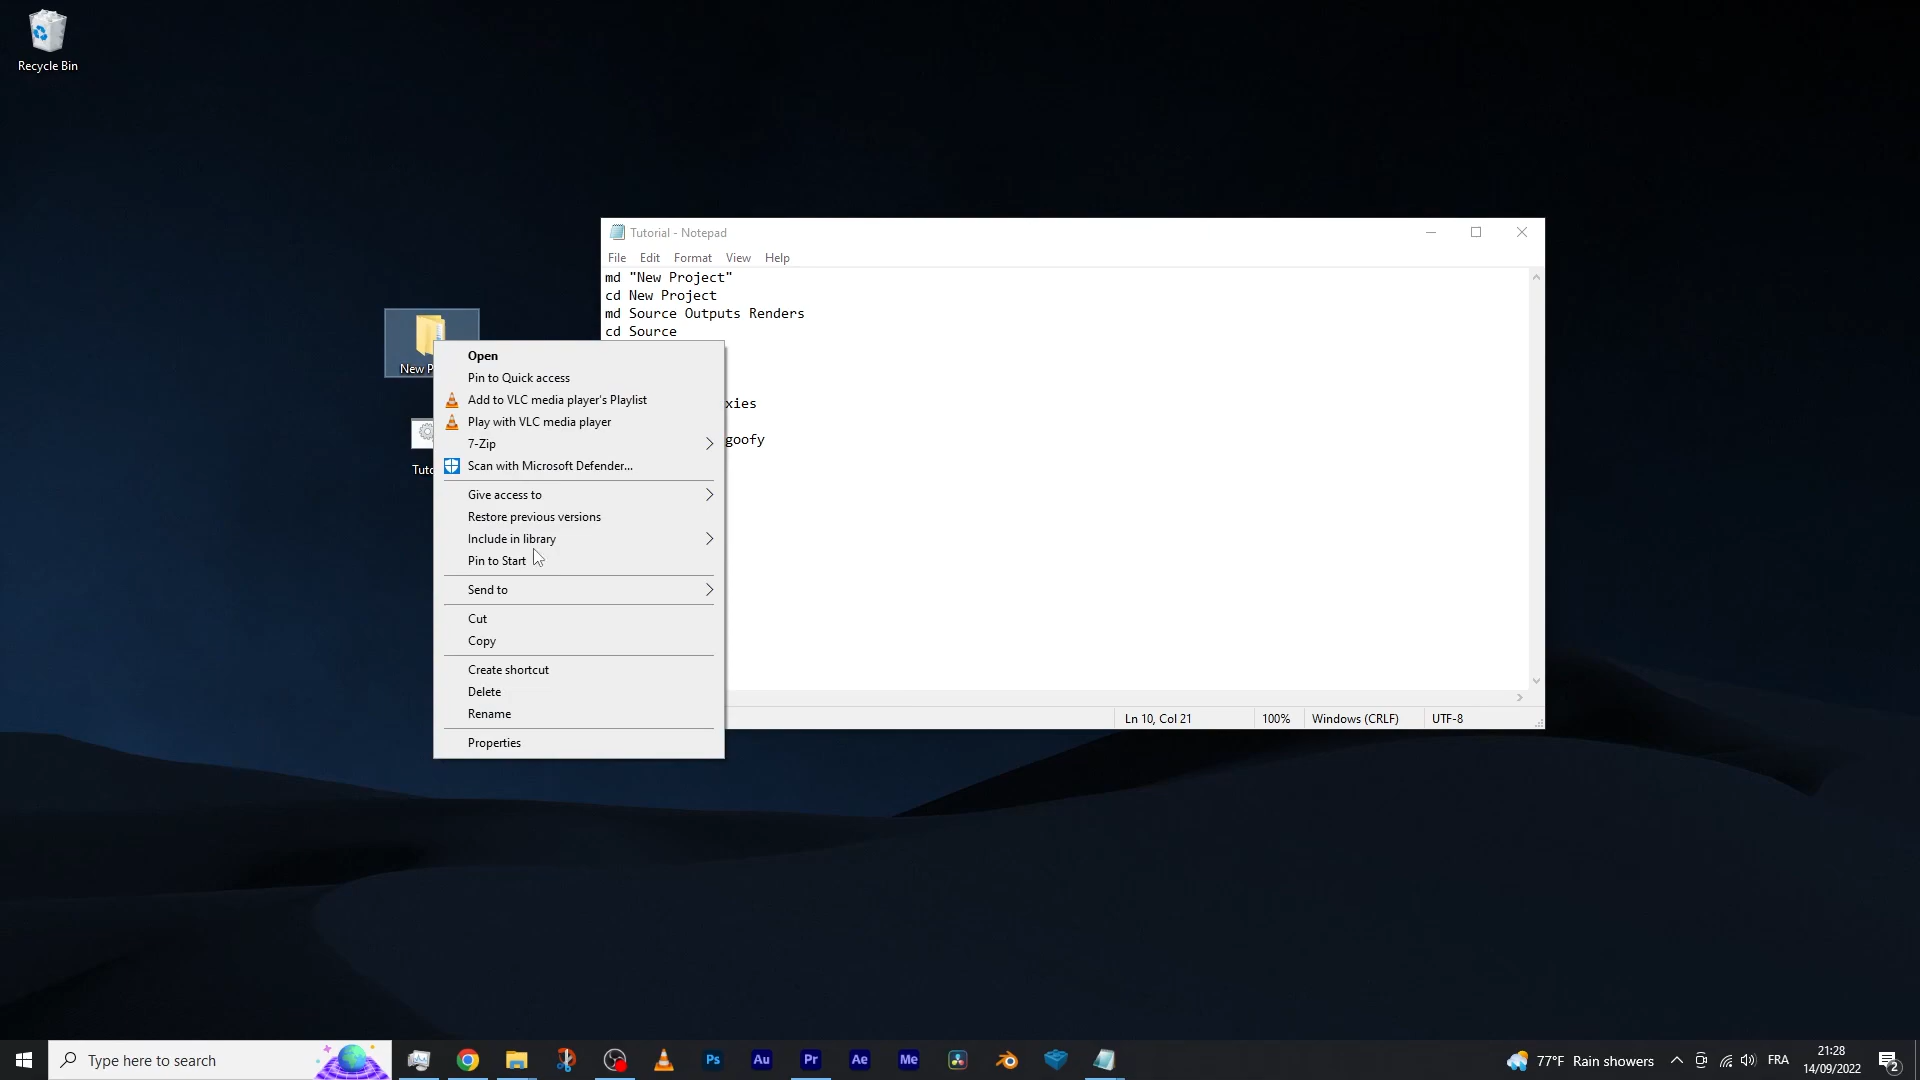 Recycle Bin
Tutorial - Notepad
File Edit Format View Help
md "New Project"
cd New Project
md Source Outputs Renders
cd Source
xies
goofy
New P
Tuto
Open
Pin to Quick access
Add to VLC media player's Playlist
Play with VLC media player
7-Zip
Scan with Microsoft Defender...
Give access to
Restore previous versions
Include in library
Pin to Start
Send to
Cut
Copy
Create shortcut
Delete
Rename
Properties
Ln 10, Col 21 100% Windows (CRLF) UTF-8
Type here to search
Ps Au Pr Ae Me
77°F Rain showers
FRA
21:28
14/09/2022
2